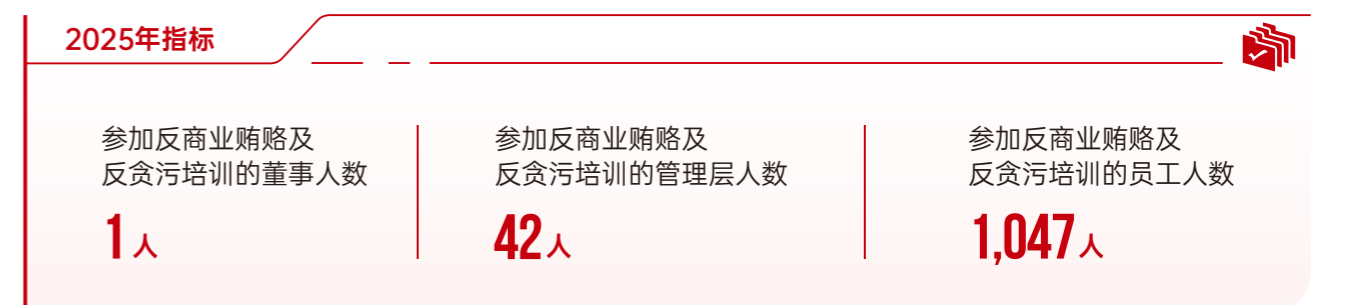 2025年指标
参加反商业贿赂及
反贪污培训的董事人数
1人
参加反商业贿赂及
反贪污培训的管理层人数
42人
参加反商业贿赂及
反贪污培训的员工人数
1,047人